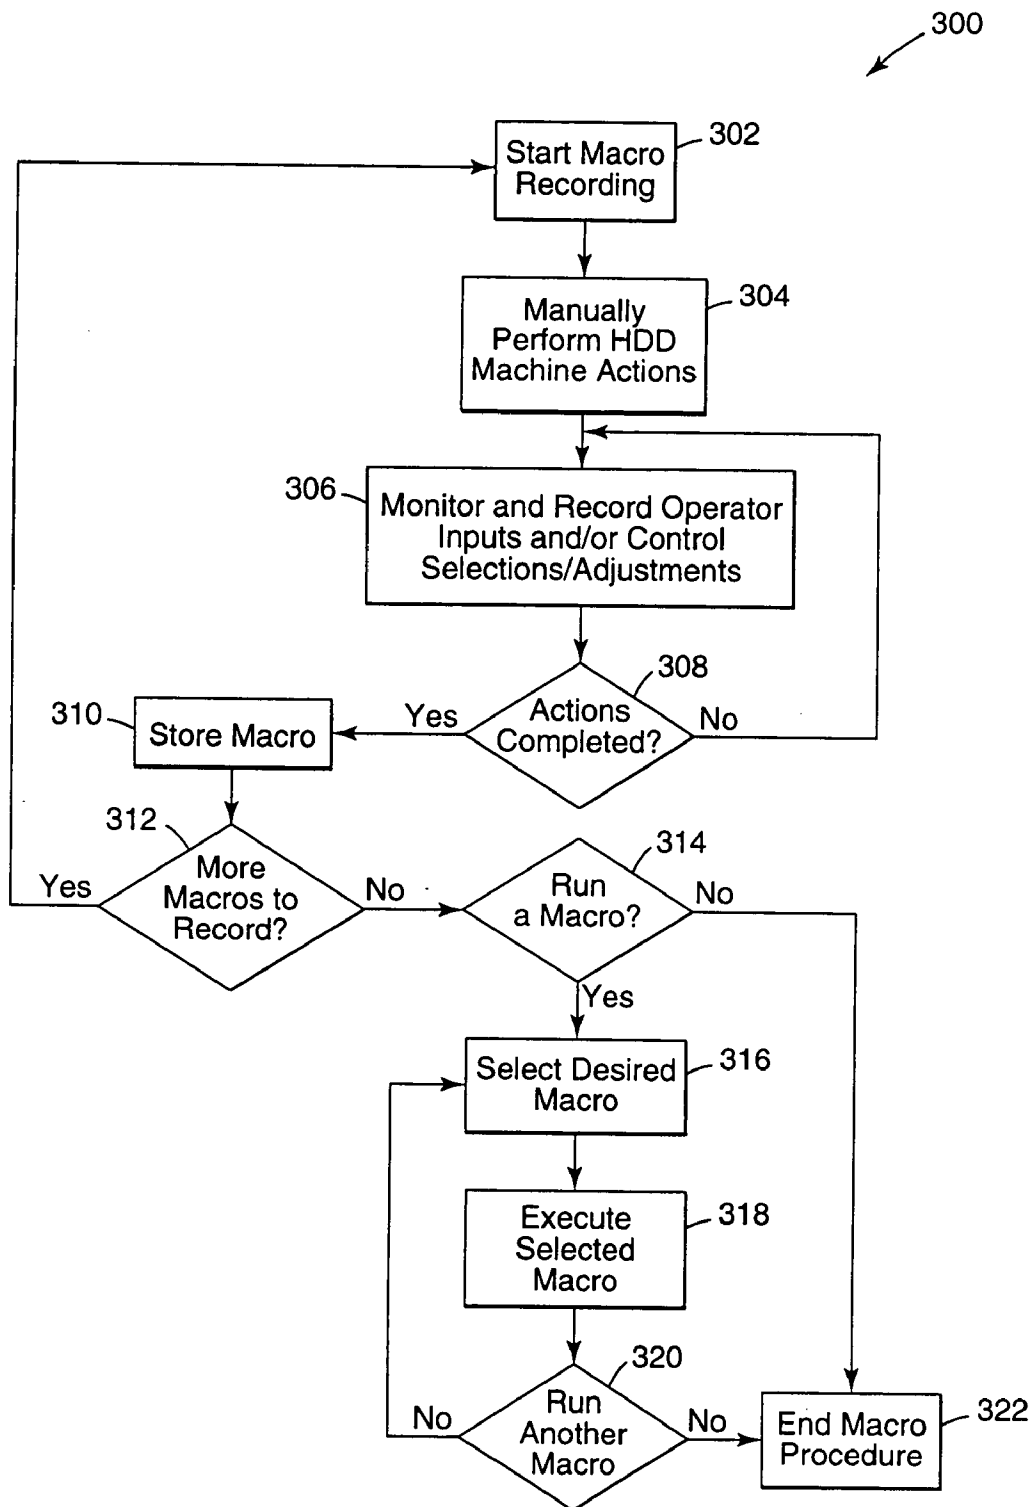 300
302
Start Macro
Recording
304
Manually
Perform HDD
Machine Actions
306
Monitor and Record Operator
Inputs and/or Control
Selections/Adjustments
308
Actions
Completed?
Yes
No
310
Store Macro
312
More
Macros to
Record?
Yes
No
314
Run
a Macro?
No
Yes
316
Select Desired
Macro
318
Execute
Selected
Macro
320
Run
Another
Macro
No
No
322
End Macro
Procedure